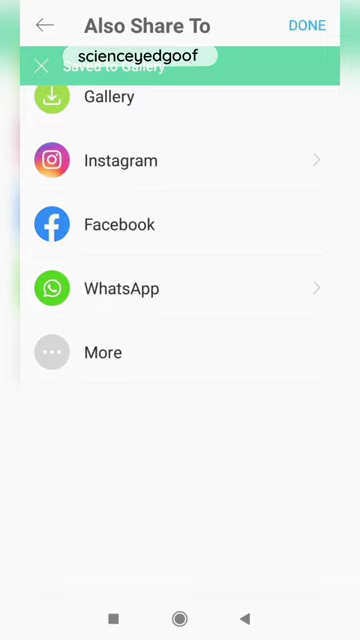 Also Share To
DONE
scienceyedgoof
Saved to Gallery
Gallery
Instagram
Facebook
WhatsApp
More